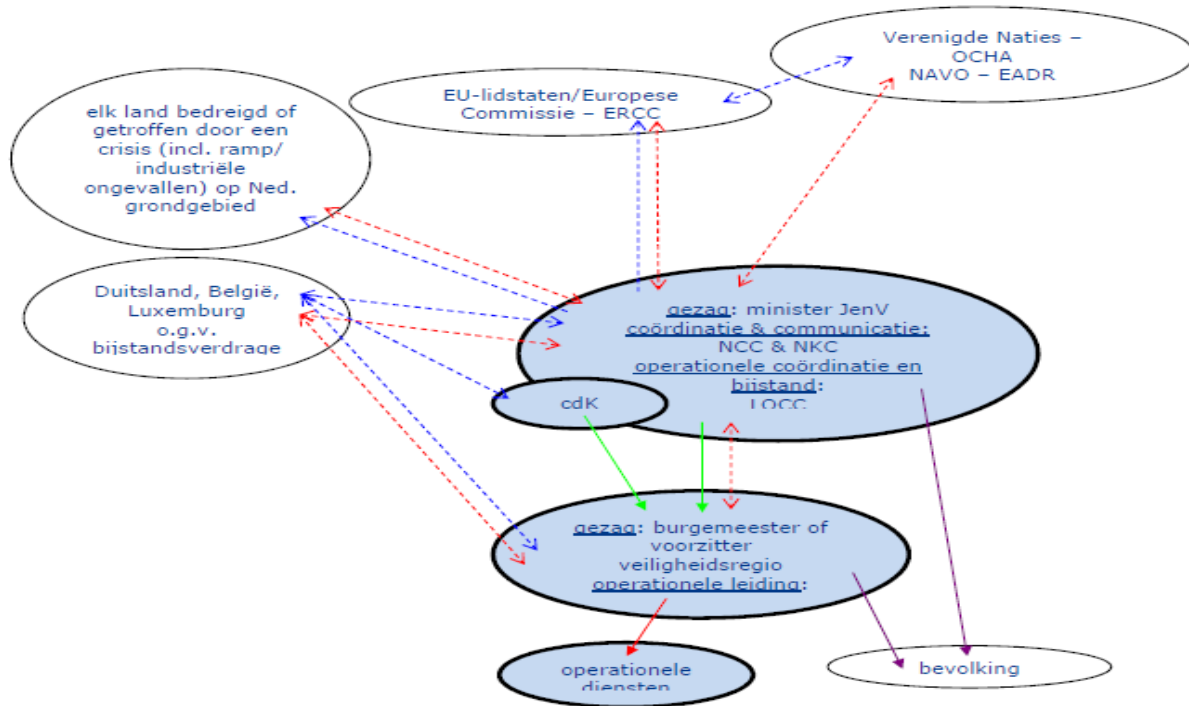 Verenigde Naties –
OCHA
NAVO – EADR
EU-lidstaten/Europese
Commissie – ERCC
elk land bedreigd of
getroffen door een
crisis (incl. ramp/
industriële
ongevallen) op Ned.
grondgebied
Duitsland, België,
Luxemburg
o.g.v.
bijstandsverdrage
gezag: minister JenV
coördinatie & communicatie:
NCC & NKC
operationele coördinatie en
bijstand:
LOCC
cdK
gezag: burgemeester of
voorzitter
veiligheidsregio
operationele leiding:
operationele
diensten
bevolking